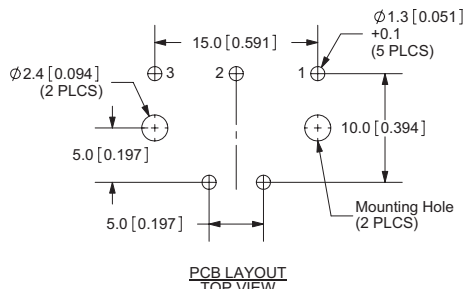 Ø1.3 [0.051]
+0.1
(5 PLCS)
15.0 [0.591]
Ø2.4 [0.094]
(2 PLCS)
3
2
1
10.0 [0.394]
5.0 [0.197]
5.0 [0.197]
Mounting Hole
(2 PLCS)
PCB LAYOUT
TOP VIEW